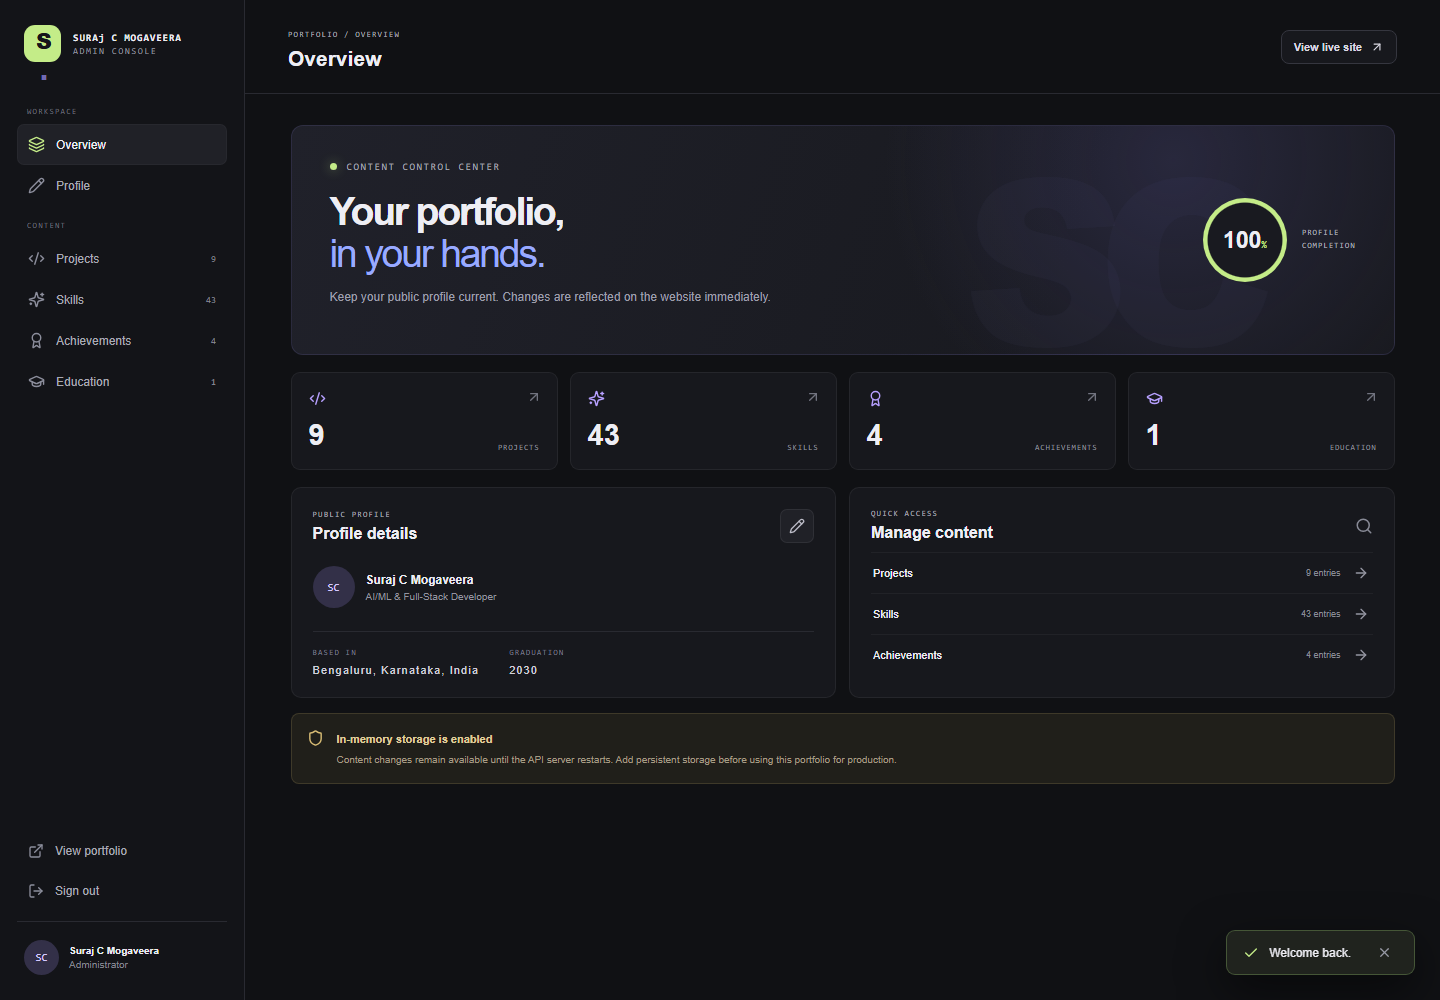 S
SURAj C MOGAVEERA
ADMIN CONSOLE
WORKSPACE
Overview
Profile
CONTENT
Projects 9
Skills 43
Achievements 4
Education 1
View portfolio
Sign out
SC
Suraj C Mogaveera
Administrator
PORTFOLIO / OVERVIEW
Overview
View live site
CONTENT CONTROL CENTER
Your portfolio,
in your hands.
Keep your public profile current. Changes are reflected on the website immediately.
sc
100%
PROFILE
COMPLETION
9
PROJECTS
43
SKILLS
4
ACHIEVEMENTS
1
EDUCATION
PUBLIC PROFILE
Profile details
SC
Suraj C Mogaveera
AI/ML & Full-Stack Developer
BASED IN
Bengaluru, Karnataka, India
GRADUATION
2030
QUICK ACCESS
Manage content
Projects 9 entries
Skills 43 entries
Achievements 4 entries
In-memory storage is enabled
Content changes remain available until the API server restarts. Add persistent storage before using this portfolio for production.
Welcome back.